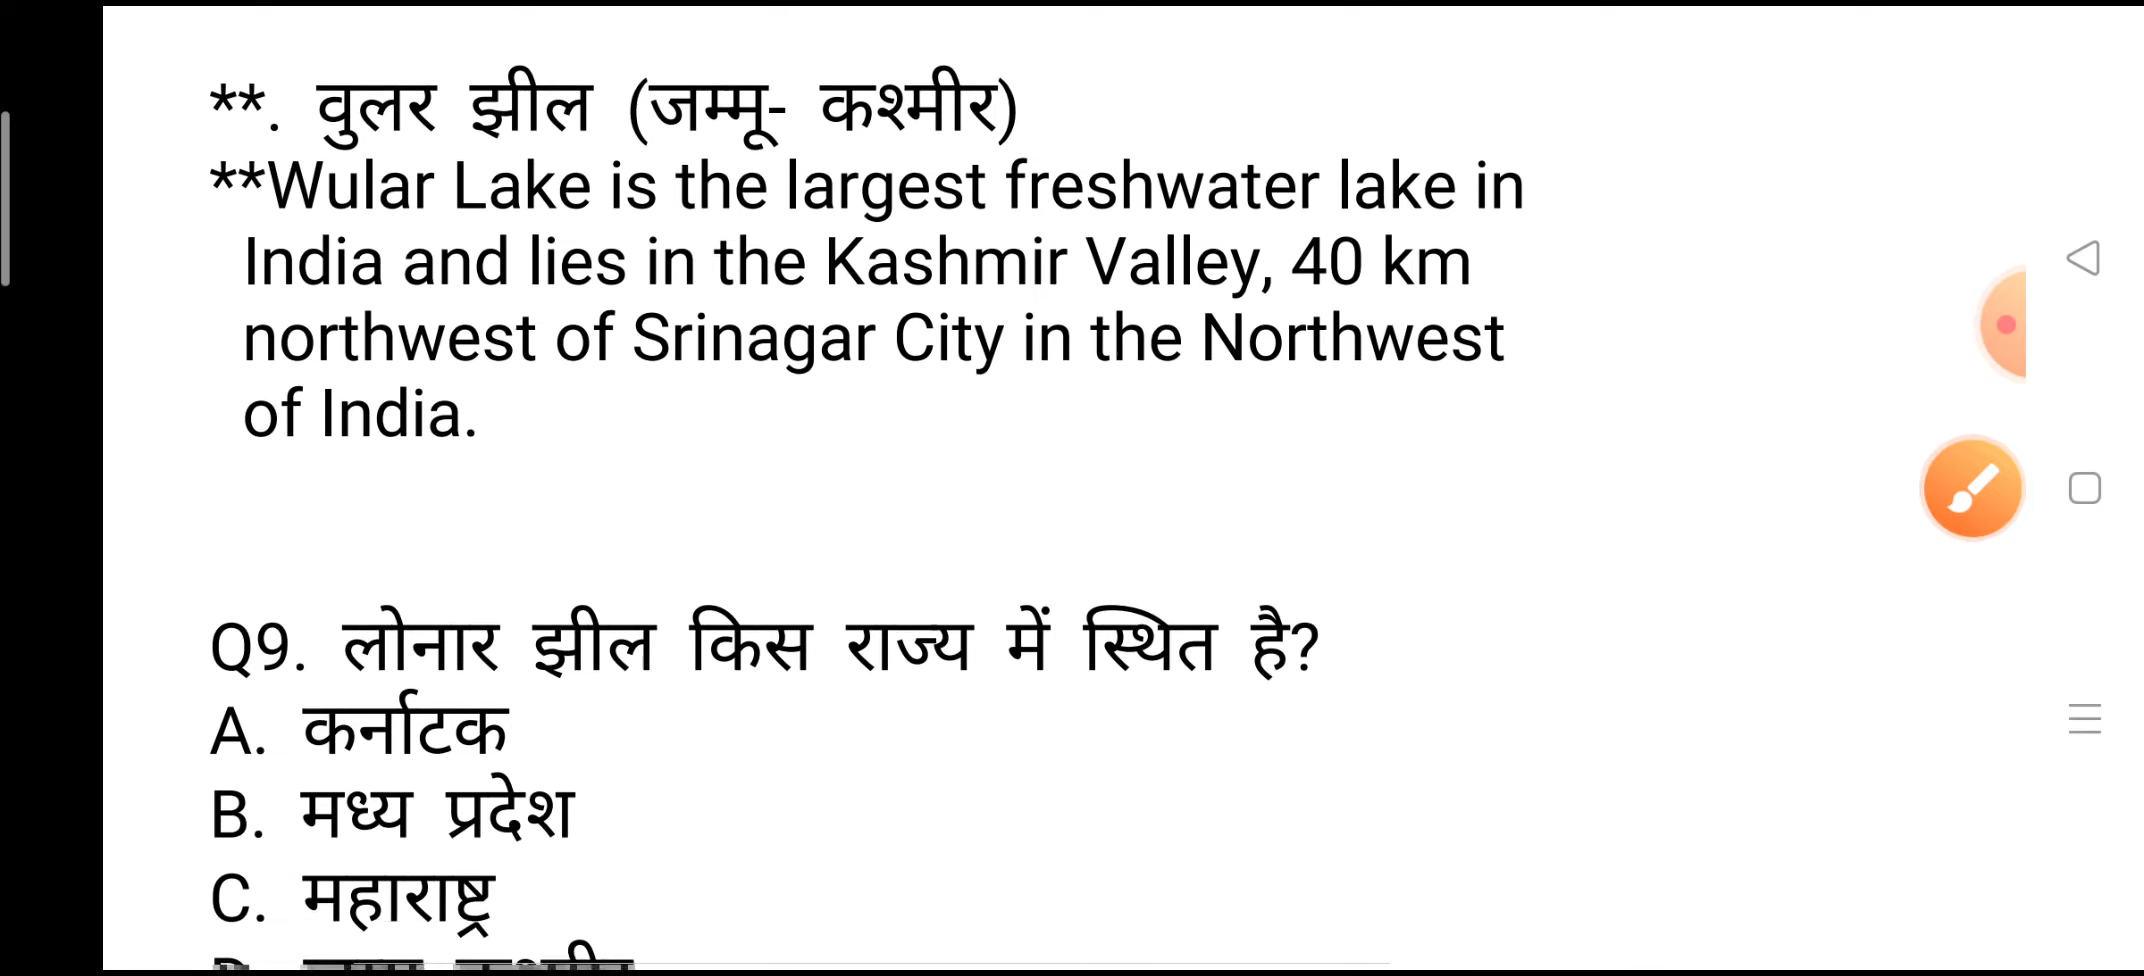 **. वुलर झील (जम्मू- कश्मीर)
**Wular Lake is the largest freshwater lake in
India and lies in the Kashmir Valley, 40 km
northwest of Srinagar City in the Northwest
of India.
Q9. लोनार झील किस राज्य में स्थित है?
A. कर्नाटक
B. मध्य प्रदेश
C. महाराष्ट्र